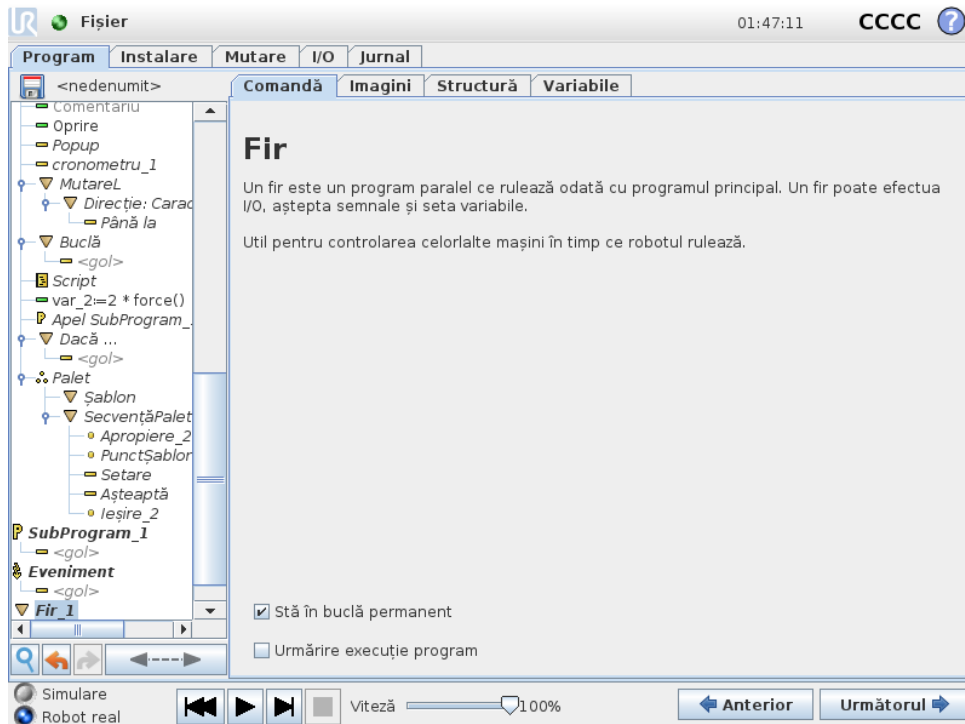 UR
Fișier
01:47:11
CCCC
?
Program
Instalare
Mutare
I/O
Jurnal
<nedenumit>
Comandă
Imagini
Structură
Variabile
Comentariu
Oprire
Popup
cronometru_1
MutareL
Direcție: Carac
Până la
Buclă
<gol>
Script
var_2≔2 * force()
Apel SubProgram_
Dacă ...
<gol>
Palet
Șablon
SecvențăPalet
Apropiere_2
PunctȘablon
Setare
Așteaptă
Ieșire_2
SubProgram_1
<gol>
Eveniment
<gol>
Fir_1
Fir
Un fir este un program paralel ce rulează odată cu programul principal. Un fir poate efectua
I/O, aștepta semnale și seta variabile.
Util pentru controlarea celorlalte mașini în timp ce robotul rulează.
Stă în buclă permanent
Urmărire execuție program
Simulare
Robot real
Viteză
100%
Anterior
Următorul